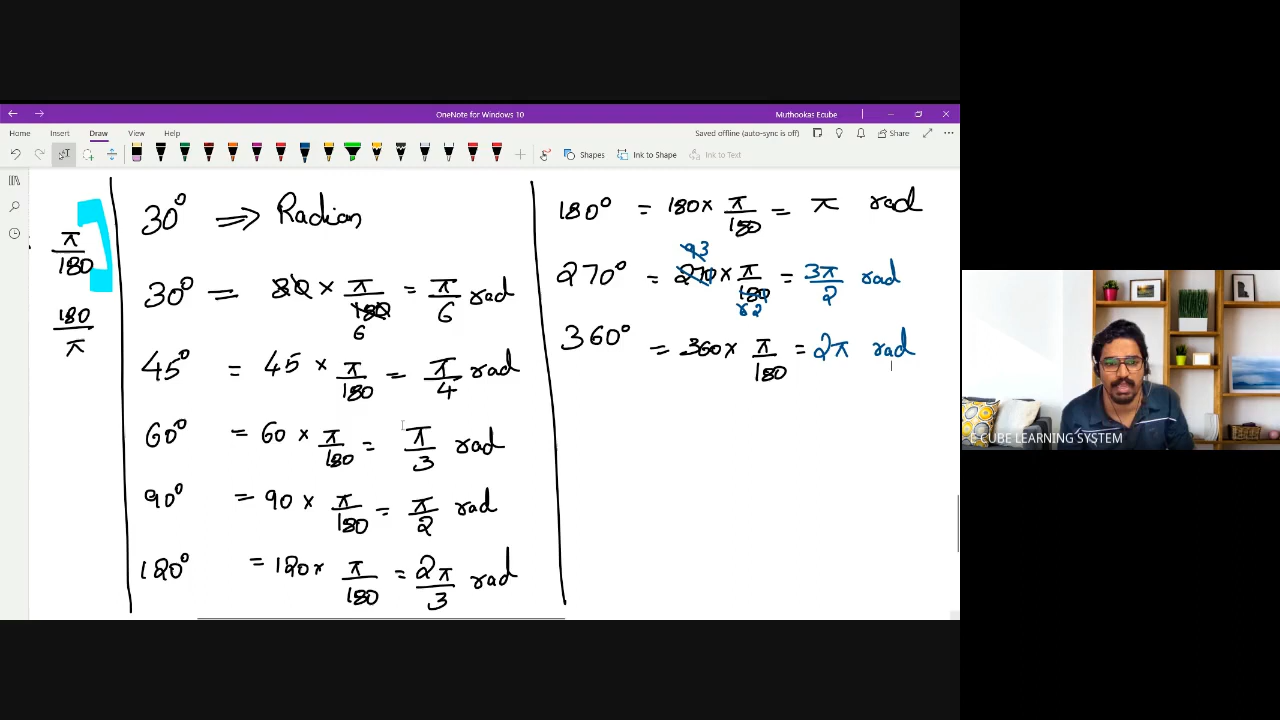 OneNote for Windows 10
Muthookas Ecube
Home Insert Draw View Help
Saved offline (auto-sync is off)
Share
Shapes
Ink to Shape
Ink to Text
π/180
180/π
30° ⇒ Radian
30° = 30 × π/180 = π/6 rad
6
45° = 45 × π/180 = π/4 rad
60° = 60 × π/180 = π/3 rad
90° = 90 × π/180 = π/2 rad
120° = 120 × π/180 = 2π/3 rad
180° = 180 × π/180 = π rad
93
270° = 270 × π/180 = 3π/2 rad
360° = 360 × π/180 = 2π rad
E CUBE LEARNING SYSTEM